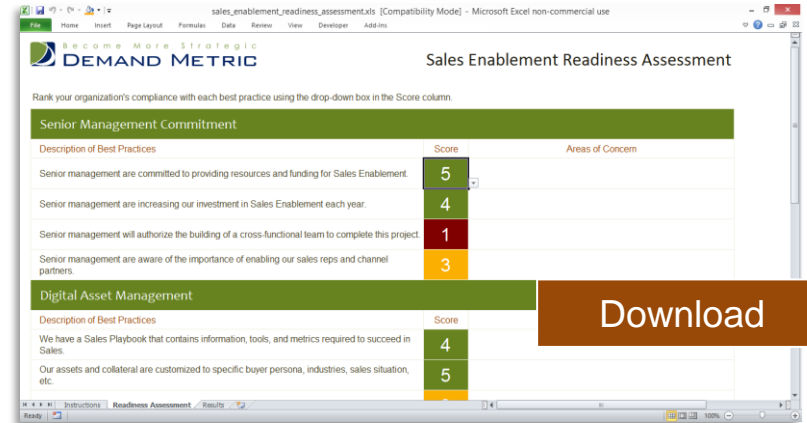 sales_enablement_readiness_assessment.xls [Compatibility Mode] - Microsoft Excel non-commercial use
File Home Insert Page Layout Formulas Data Review View Developer Add-Ins
Become More Strategic
DEMAND METRIC
Sales Enablement Readiness Assessment
Rank your organization's compliance with each best practice using the drop-down box in the Score column.
Senior Management Commitment
Description of Best Practices Score Areas of Concern
Senior management are committed to providing resources and funding for Sales Enablement. 5
Senior management are increasing our investment in Sales Enablement each year. 4
Senior management will authorize the building of a cross-functional team to complete this project. 1
Senior management are aware of the importance of enabling our sales reps and channel
partners. 3
Digital Asset Management
Download
Description of Best Practices Score
We have a Sales Playbook that contains information, tools, and metrics required to succeed in
Sales. 4
Our assets and collateral are customized to specific buyer persona, industries, sales situation,
etc. 5
Instructions Readiness Assessment Results
Ready 100%